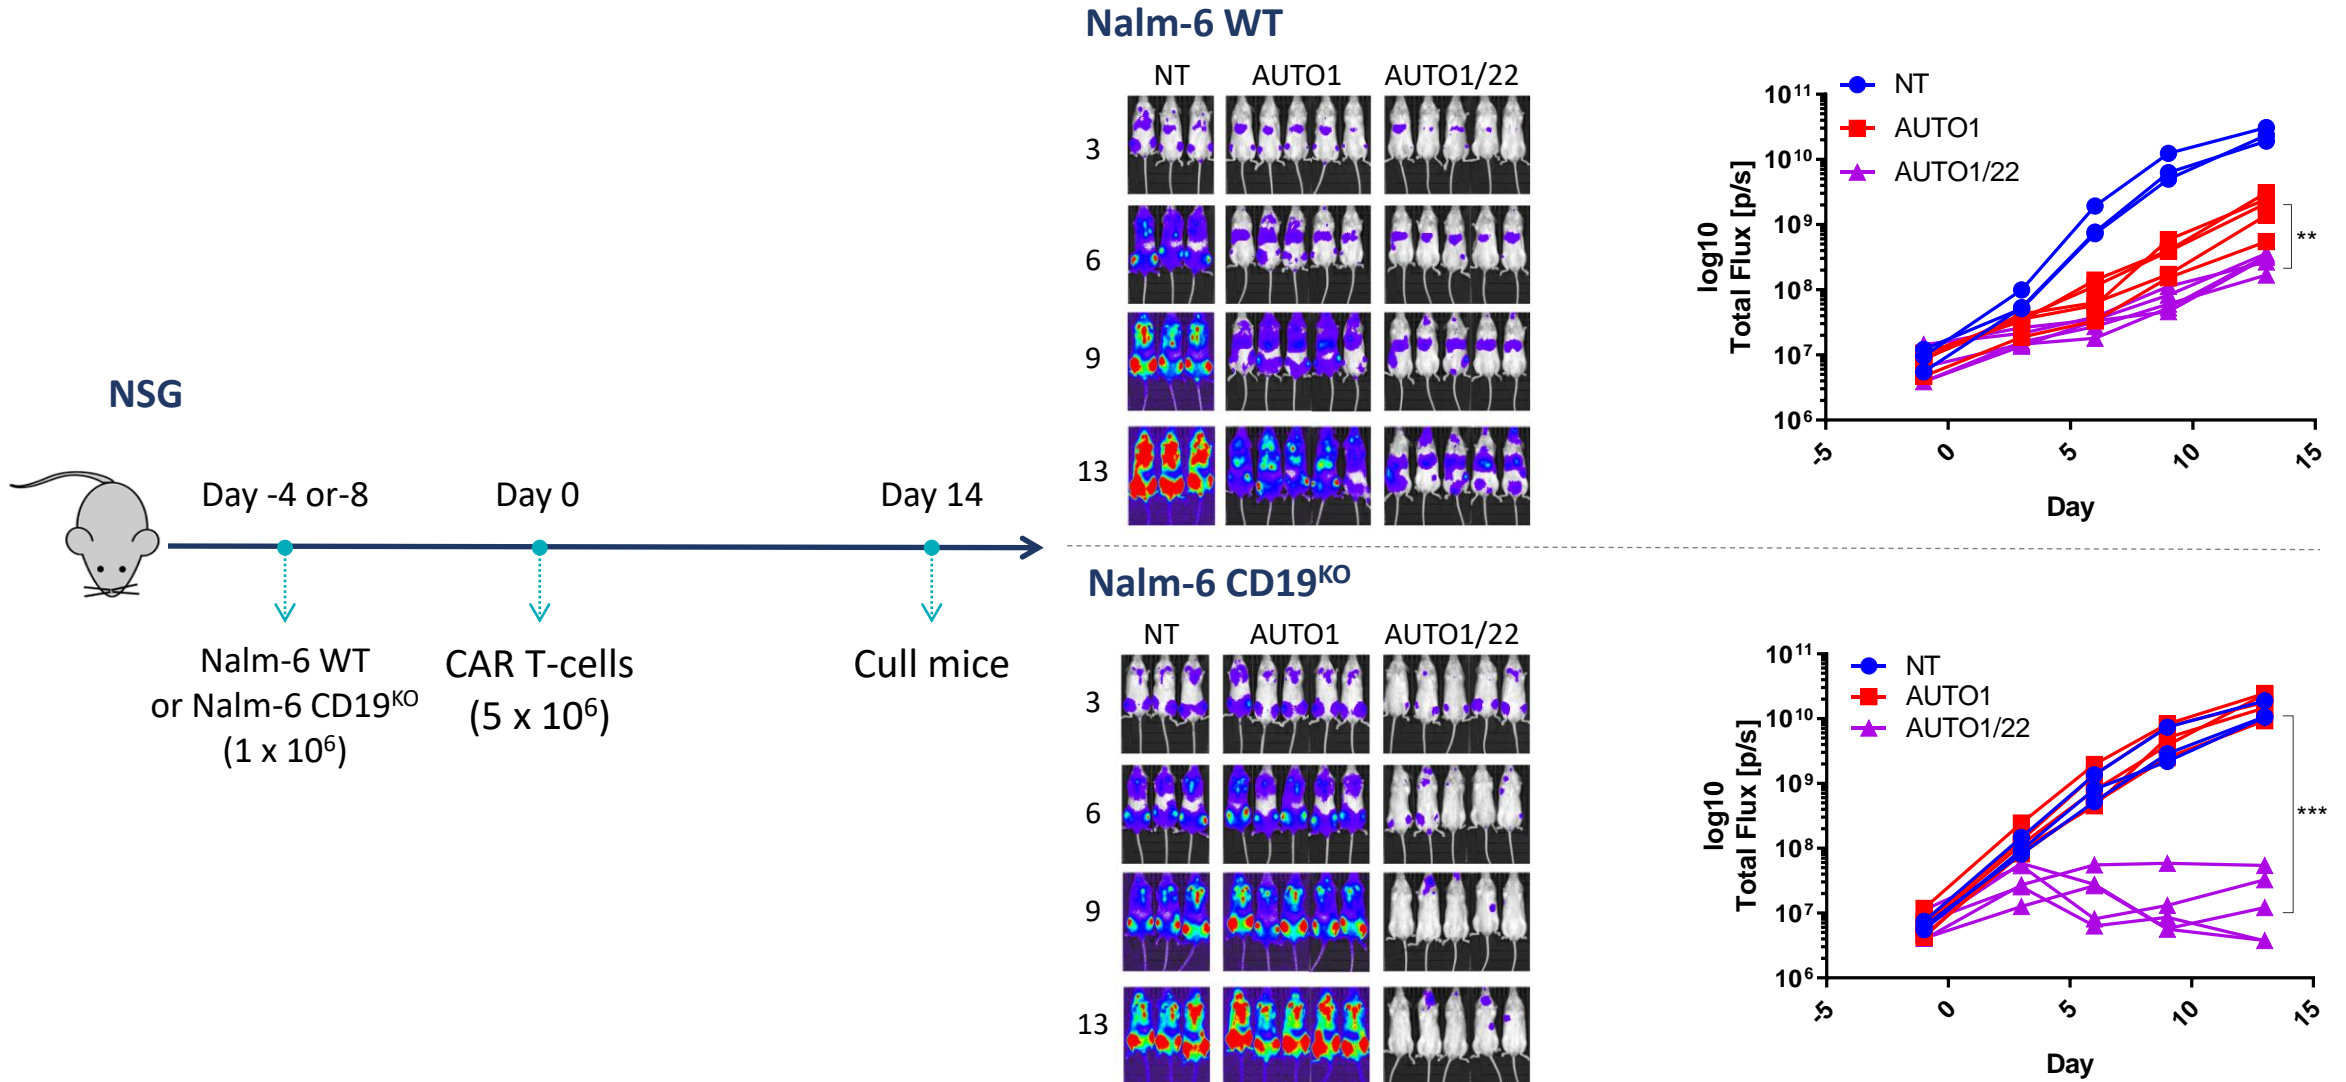 NSG
Day -4 or-8
Day 0
Day 14
Nalm-6 WT
or Nalm-6 CD19KO
(1 x 10⁶)
CAR T-cells
(5 x 10⁶)
Cull mice
Nalm-6 WT
NT AUTO1 AUTO1/22
3
6
9
13
NT
AUTO1
AUTO1/22
log10
Total Flux [p/s]
10¹¹
10¹⁰
10⁹
10⁸
10⁷
10⁶
-5 0 5 10 15
Day
**
Nalm-6 CD19KO
NT AUTO1 AUTO1/22
3
6
9
13
NT
AUTO1
AUTO1/22
log10
Total Flux [p/s]
10¹¹
10¹⁰
10⁹
10⁸
10⁷
10⁶
-5 0 5 10 15
Day
***